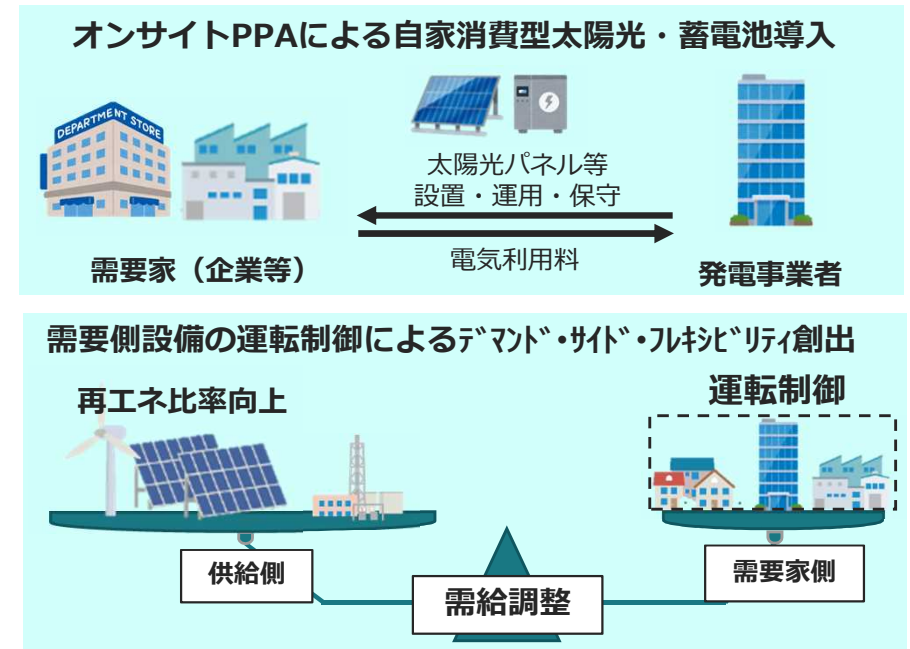 オンサイトPPAによる自家消費型太陽光・蓄電池導入
DEPARTMENT STORE
太陽光パネル等
設置・運用・保守
電気利用料
需要家（企業等）
発電事業者
需要側設備の運転制御によるﾃﾞﾏﾝﾄﾞ･ｻｲﾄﾞ･ﾌﾚｷｼﾋﾞﾘﾃｨ創出
再エネ比率向上
運転制御
供給側
需要家側
需給調整